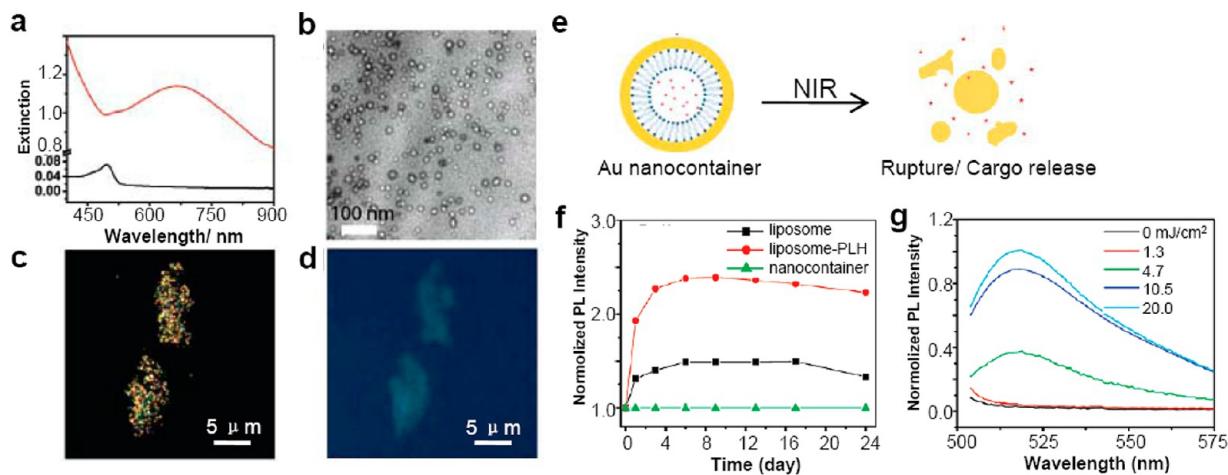 a
Extinction
1.2
1.0
0.8
0.08
0.04
0.00
450
600
750
900
Wavelength/ nm
b
100 nm
c
5 μm
d
5 μm
e
NIR
Au nanocontainer
Rupture/ Cargo release
f
Normolized PL Intensity
3.0
2.5
2.0
1.5
1.0
liposome
liposome-PLH
nanocontainer
0
4
8
12
16
20
24
Time (day)
g
Normolized PL Intensity
1.2
0.8
0.4
0.0
0 mJ/cm²
1.3
4.7
10.5
20.0
500
525
550
575
Wavelength (nm)